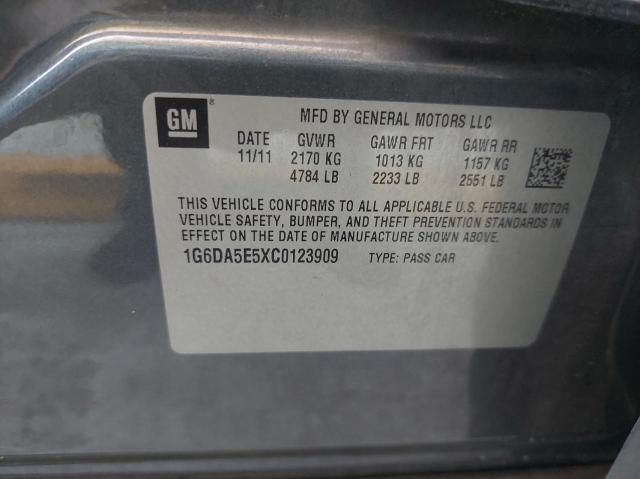 GM®
MFD BY GENERAL MOTORS LLC
DATE GVWR GAWR FRT GAWR RR
11/11 2170 KG 1013 KG 1157 KG
4784 LB 2233 LB 2551 LB
THIS VEHICLE CONFORMS TO ALL APPLICABLE U.S. FEDERAL MOTOR
VEHICLE SAFETY, BUMPER, AND THEFT PREVENTION STANDARDS IN
EFFECT ON THE DATE OF MANUFACTURE SHOWN ABOVE.
1G6DA5E5XC0123909 TYPE: PASS CAR